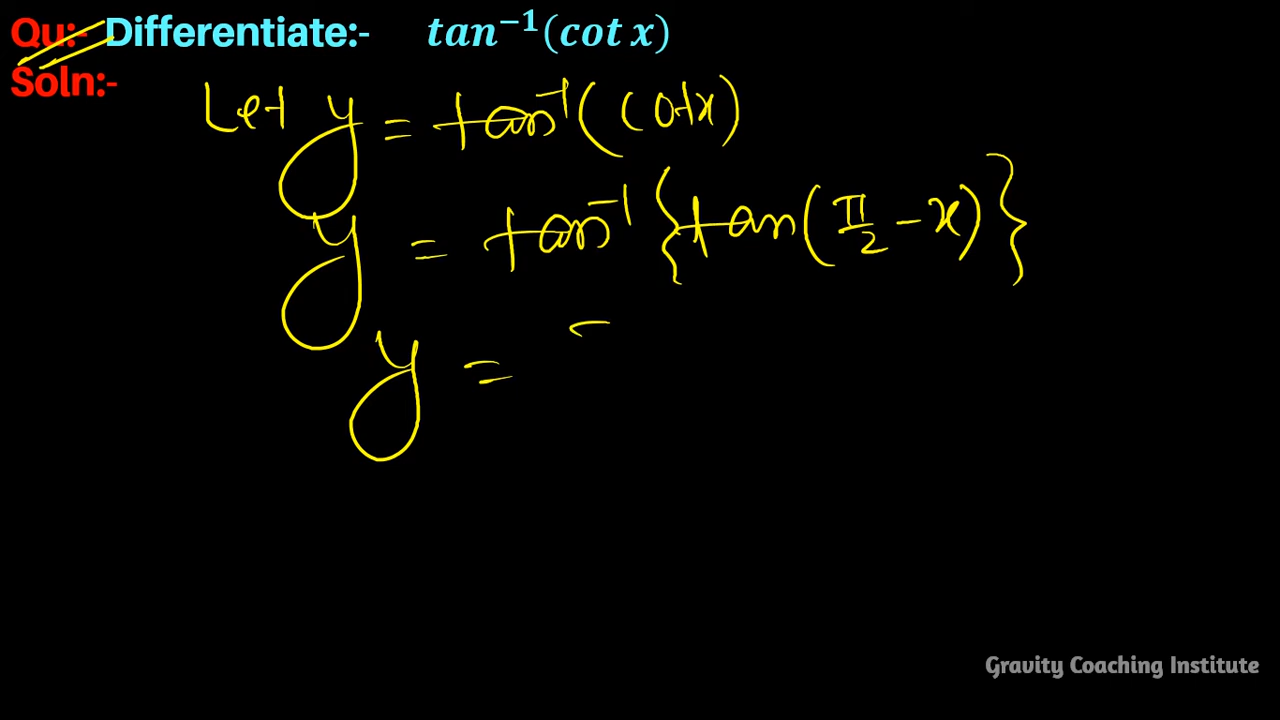 Qu:- Differentiate:- tan⁻¹(cot x)
Soln:-
Let y = tan⁻¹(cotx)
y = tan⁻¹{tan(π/2 - x)}
y =
Gravity Coaching Institute